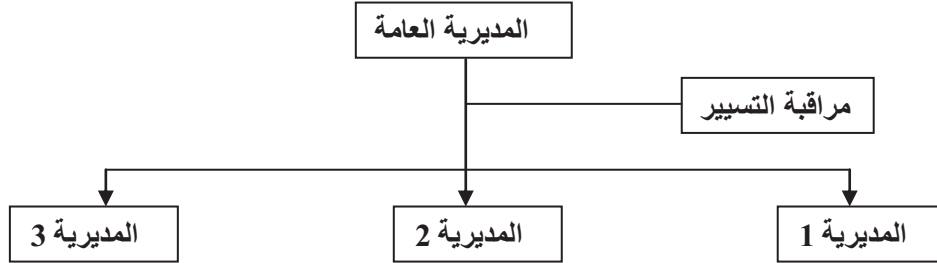 المديرية العامة
مراقبة التسيير
المديرية 1
المديرية 2
المديرية 3